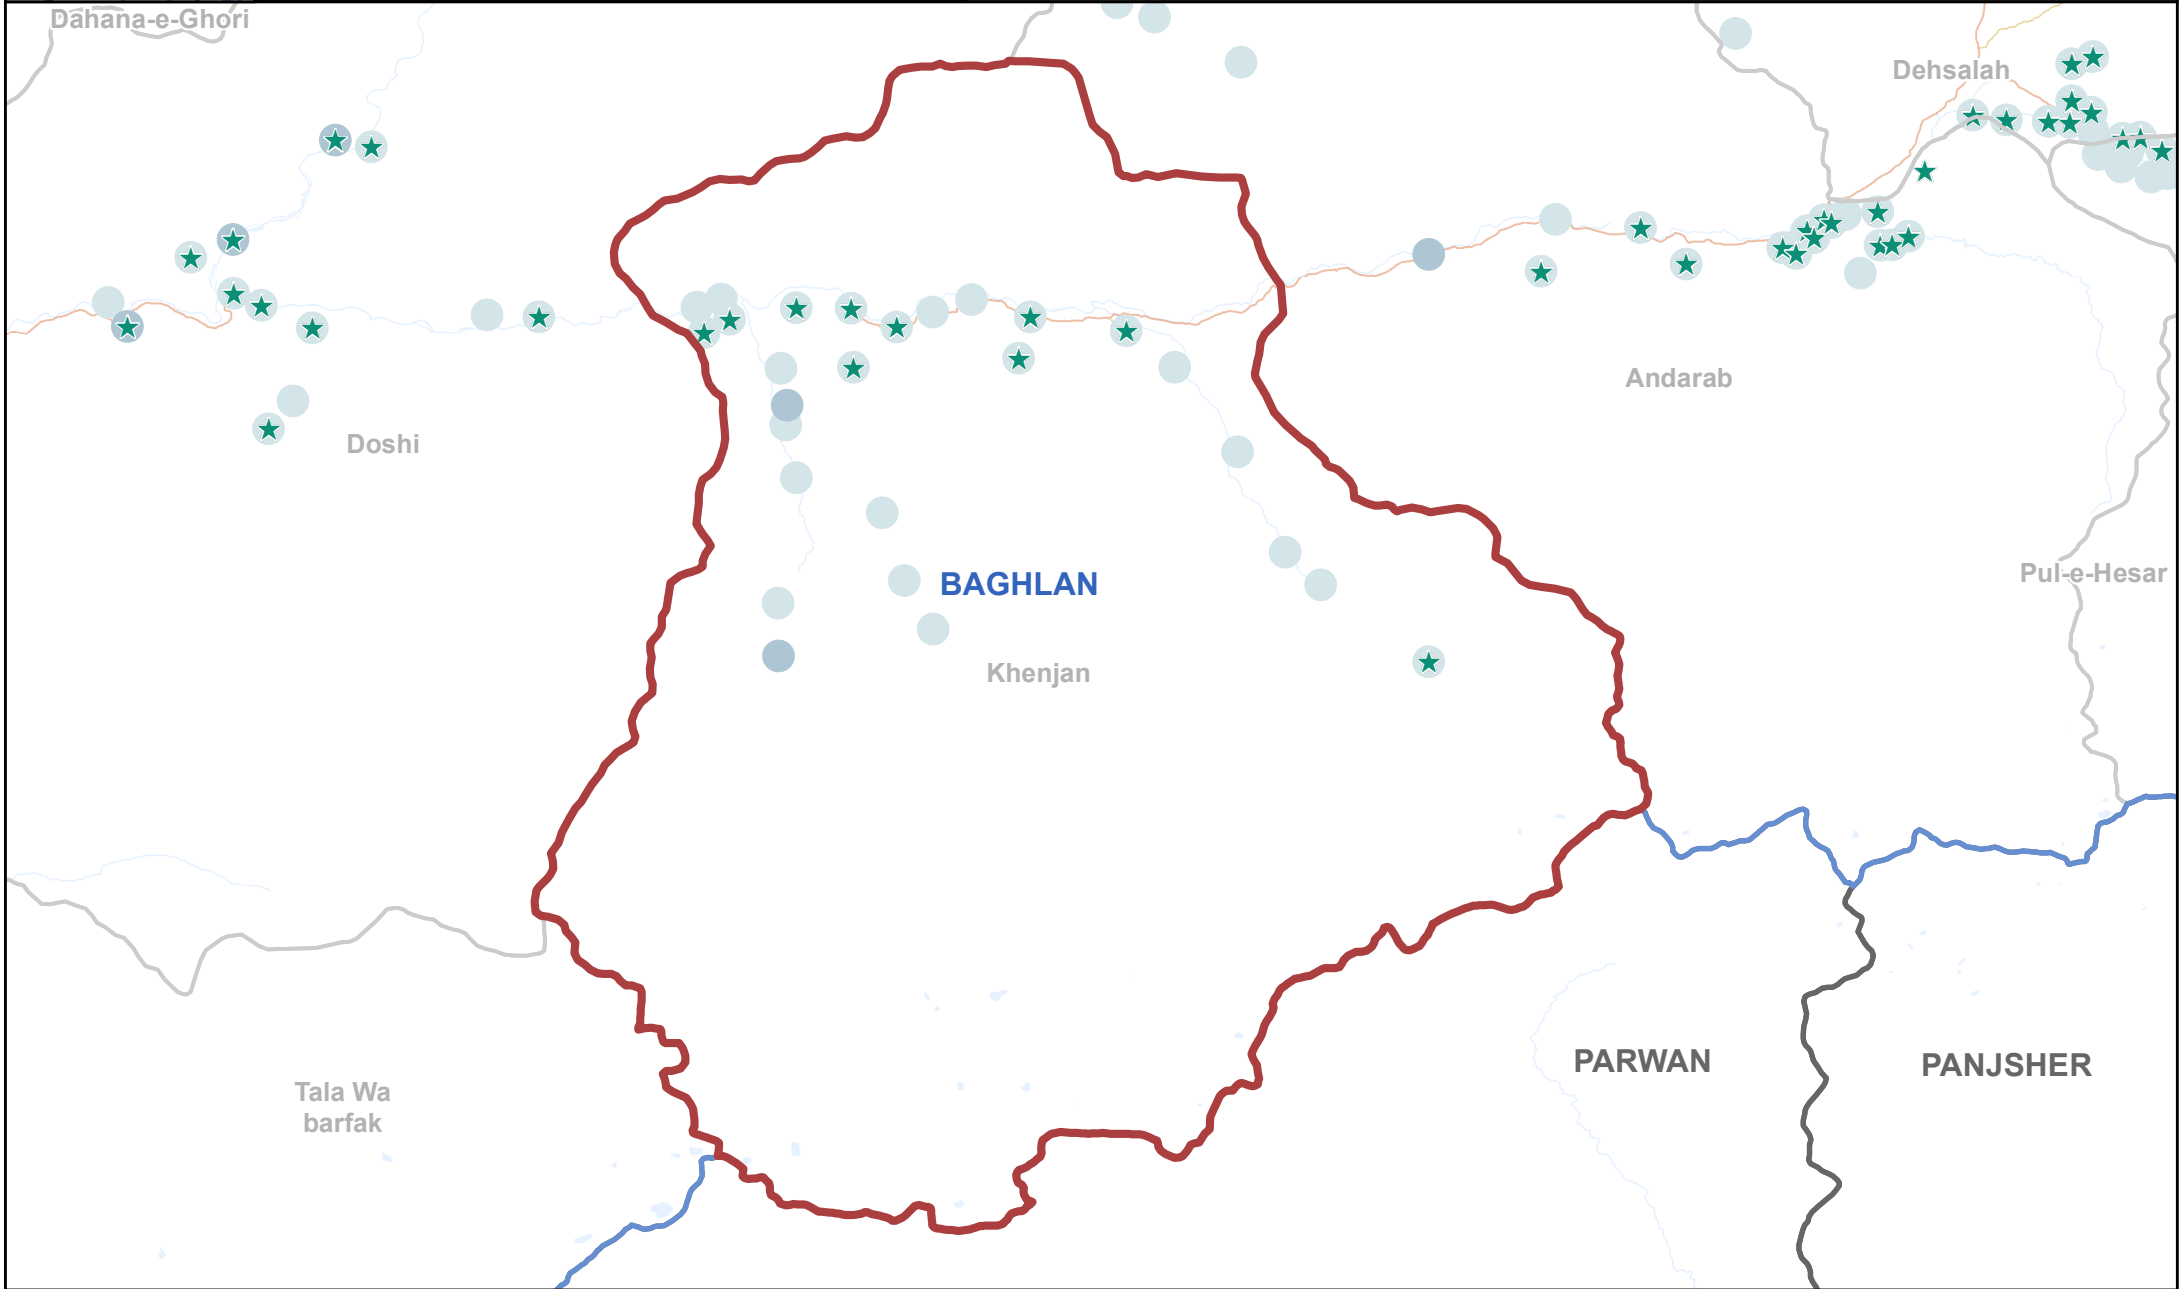 Dahana-e-Ghori
Dehsalah
Andarab
Doshi
Pul-e-Hesar
BAGHLAN
Khenjan
PARWAN
PANJSHER
Tala Wa
barfak